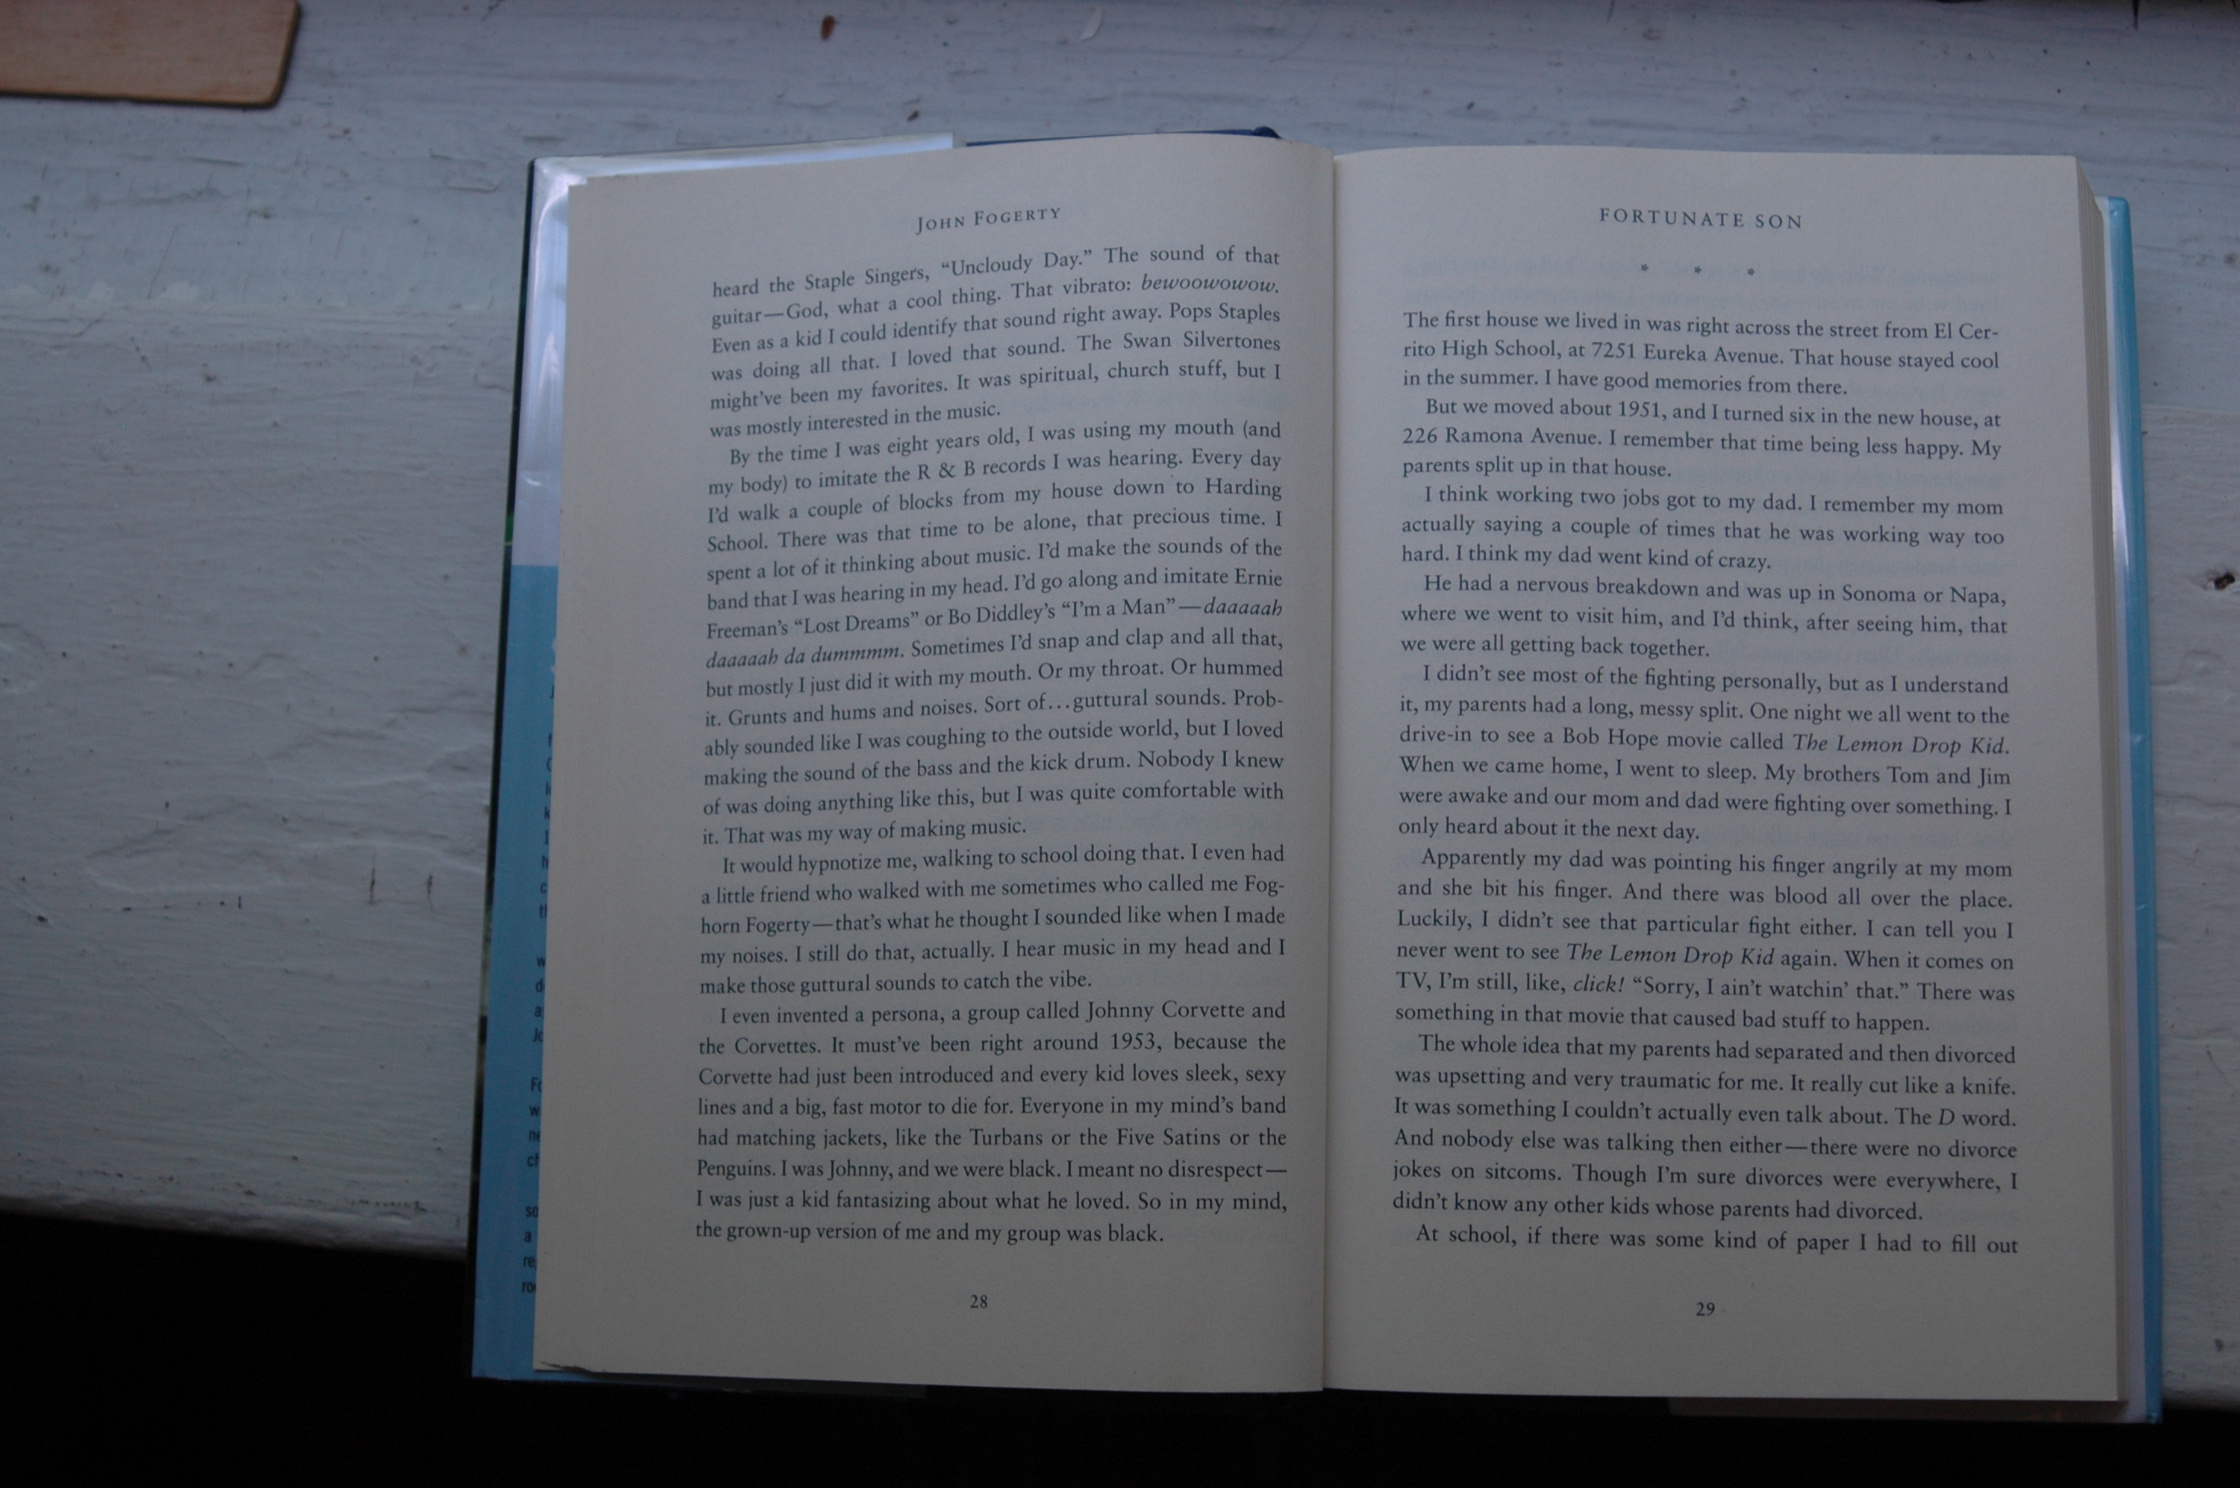 JOHN FOGERTY
heard the Staple Singers, “Uncloudy Day.” The sound of that
guitar—God, what a cool thing. That vibrato: bewoowowow.
Even as a kid I could identify that sound right away. Pops Staples
was doing all that. I loved that sound. The Swan Silvertones
might’ve been my favorites. It was spiritual, church stuff, but I
was mostly interested in the music.
By the time I was eight years old, I was using my mouth (and
my body) to imitate the R & B records I was hearing. Every day
I’d walk a couple of blocks from my house down to Harding
School. There was that time to be alone, that precious time. I
spent a lot of it thinking about music. I’d make the sounds of the
band that I was hearing in my head. I’d go along and imitate Ernie
Freeman’s “Lost Dreams” or Bo Diddley’s “I’m a Man”—daaaaah
daaaaah da dummmm. Sometimes I’d snap and clap and all that,
but mostly I just did it with my mouth. Or my throat. Or hummed
it. Grunts and hums and noises. Sort of...guttural sounds. Prob-
ably sounded like I was coughing to the outside world, but I loved
making the sound of the bass and the kick drum. Nobody I knew
of was doing anything like this, but I was quite comfortable with
it. That was my way of making music.
It would hypnotize me, walking to school doing that. I even had
a little friend who walked with me sometimes who called me Fog-
horn Fogerty—that’s what he thought I sounded like when I made
my noises. I still do that, actually. I hear music in my head and I
make those guttural sounds to catch the vibe.
I even invented a persona, a group called Johnny Corvette and
the Corvettes. It must’ve been right around 1953, because the
Corvette had just been introduced and every kid loves sleek, sexy
lines and a big, fast motor to die for. Everyone in my mind’s band
had matching jackets, like the Turbans or the Five Satins or the
Penguins. I was Johnny, and we were black. I meant no disrespect—
I was just a kid fantasizing about what he loved. So in my mind,
the grown-up version of me and my group was black.
28
FORTUNATE SON
* * *
The first house we lived in was right across the street from El Cer-
rito High School, at 7251 Eureka Avenue. That house stayed cool
in the summer. I have good memories from there.
But we moved about 1951, and I turned six in the new house, at
226 Ramona Avenue. I remember that time being less happy. My
parents split up in that house.
I think working two jobs got to my dad. I remember my mom
actually saying a couple of times that he was working way too
hard. I think my dad went kind of crazy.
He had a nervous breakdown and was up in Sonoma or Napa,
where we went to visit him, and I’d think, after seeing him, that
we were all getting back together.
I didn’t see most of the fighting personally, but as I understand
it, my parents had a long, messy split. One night we all went to the
drive-in to see a Bob Hope movie called The Lemon Drop Kid.
When we came home, I went to sleep. My brothers Tom and Jim
were awake and our mom and dad were fighting over something. I
only heard about it the next day.
Apparently my dad was pointing his finger angrily at my mom
and she bit his finger. And there was blood all over the place.
Luckily, I didn’t see that particular fight either. I can tell you I
never went to see The Lemon Drop Kid again. When it comes on
TV, I’m still, like, click! “Sorry, I ain’t watchin’ that.” There was
something in that movie that caused bad stuff to happen.
The whole idea that my parents had separated and then divorced
was upsetting and very traumatic for me. It really cut like a knife.
It was something I couldn’t actually even talk about. The D word.
And nobody else was talking then either—there were no divorce
jokes on sitcoms. Though I’m sure divorces were everywhere, I
didn’t know any other kids whose parents had divorced.
At school, if there was some kind of paper I had to fill out
29